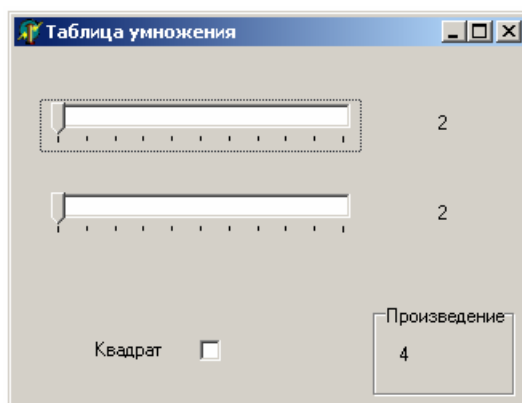 Таблица умножения
2
2
Квадрат
Произведение
4